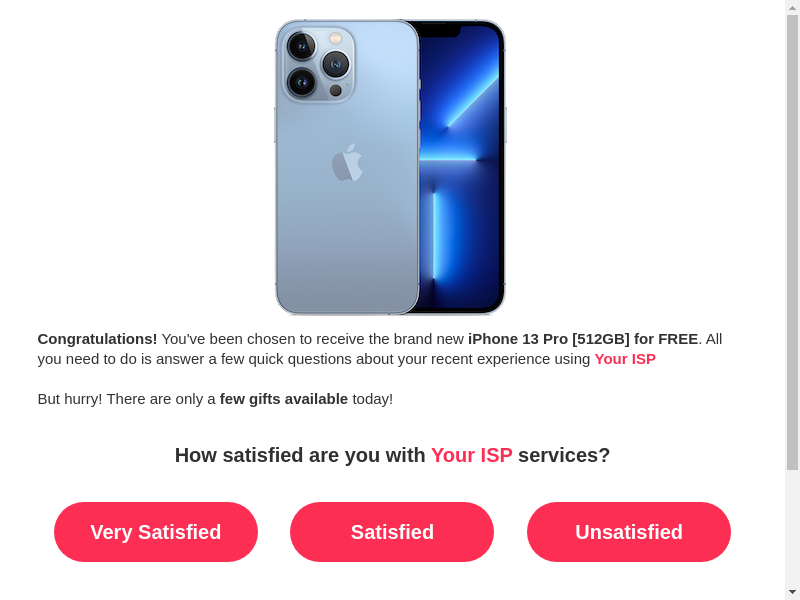 Congratulations! You've been chosen to receive the brand new iPhone 13 Pro [512GB] for FREE. All
you need to do is answer a few quick questions about your recent experience using Your ISP
But hurry! There are only a few gifts available today!
How satisfied are you with Your ISP services?
Very Satisfied
Satisfied
Unsatisfied